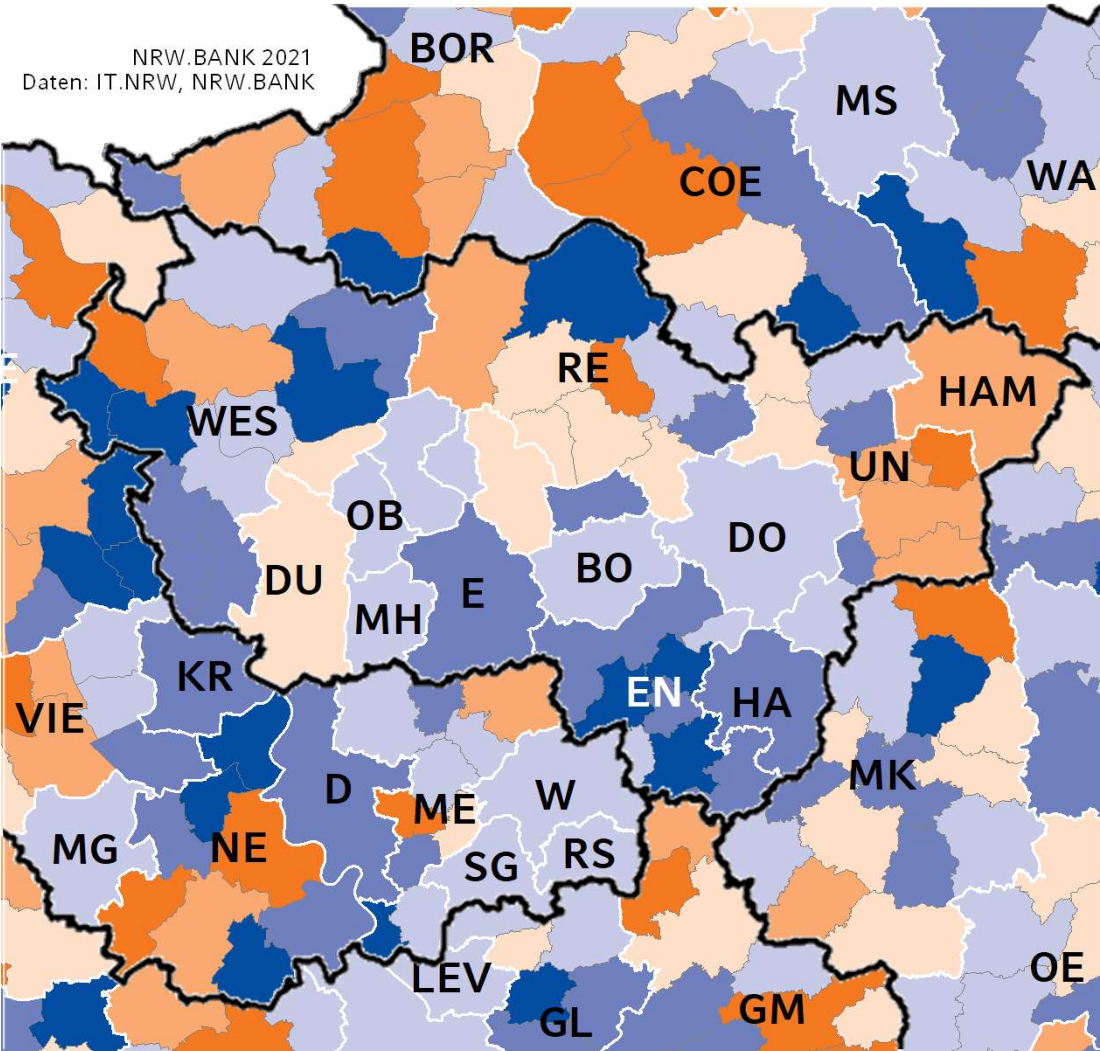 NRW.BANK 2021
Daten: IT.NRW, NRW.BANK
BOR
MS
COE
WA
RE
HAM
WES
UN
OB
DO
DU
BO
E
MH
KR
EN
HA
VIE
MK
D
W
ME
MG
NE
SG
RS
LEV
OE
GL
GM